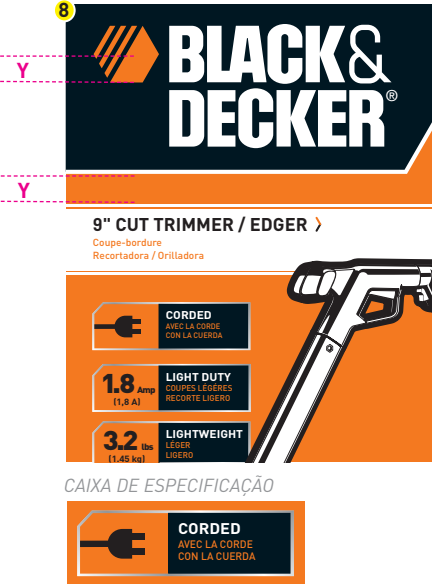 8
Y
BLACK&
DECKER®
Y
9" CUT TRIMMER / EDGER
Coupe-bordure
Recortadora / Orilladora
CORDED
AVEC LA CORDE
CON LA CUERDA
1.8 Amp
(1,8 A)
LIGHT DUTY
COUPES LÉGÈRES
RECORTE LIGERO
3.2 lbs
(1.45 kg)
LIGHTWEIGHT
LÉGER
LIGERO
CAIXA DE ESPECIFICAÇÃO
CORDED
AVEC LA CORDE
CON LA CUERDA